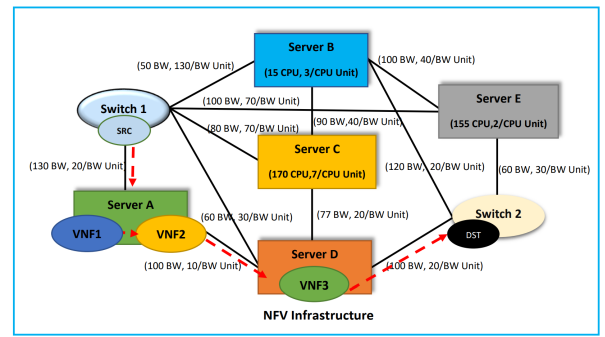 Server B
(15 CPU, 3/CPU Unit)
(50 BW, 130/BW Unit)
(100 BW, 40/BW Unit)
Server E
(155 CPU,2/CPU Unit)
Switch 1
SRC
(100 BW, 70/BW Unit)
(90 BW,40/BW Unit)
(80 BW, 70/BW Unit)
Server C
(170 CPU,7/CPU Unit)
(130 BW, 20/BW Unit)
(120 BW, 20/BW Unit)
(60 BW, 30/BW Unit)
Server A
VNF1
VNF2
(60 BW, 30/BW Unit)
(77 BW, 20/BW Unit)
Switch 2
DST
Server D
VNF3
(100 BW, 10/BW Unit)
(100 BW, 20/BW Unit)
NFV Infrastructure